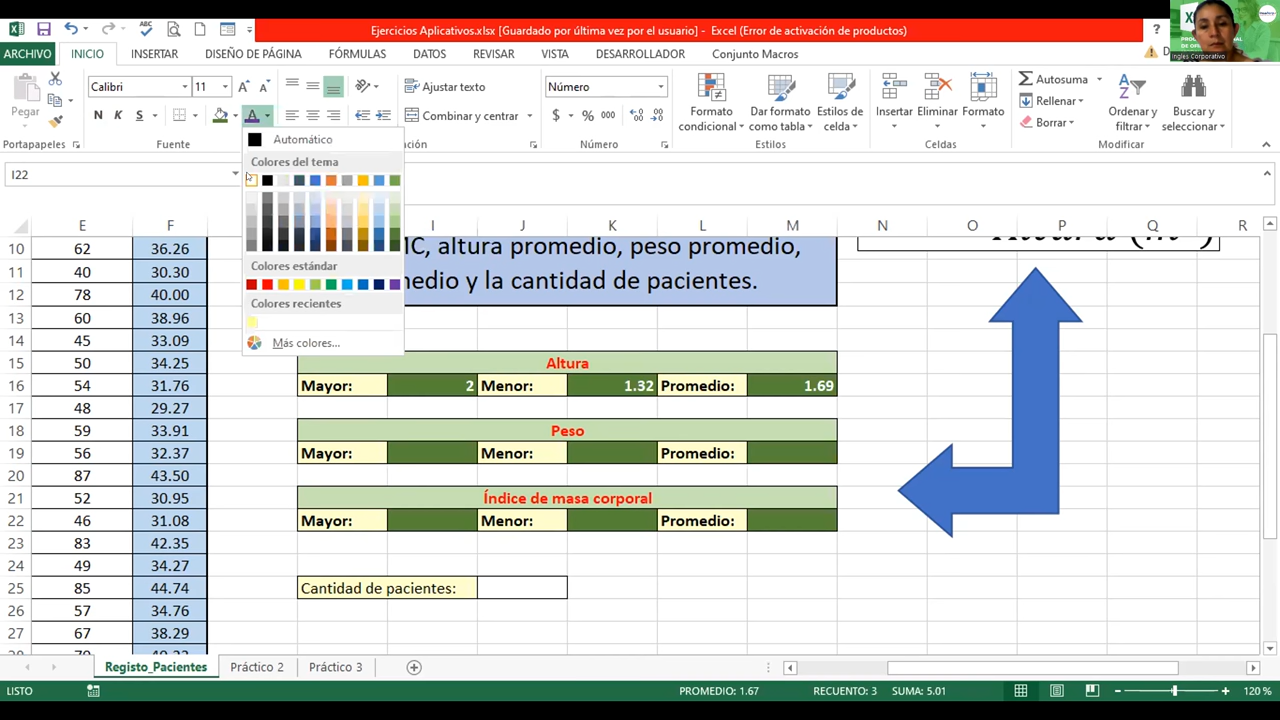 Ejercicios Aplicativos.xlsx [Guardado por última vez por el usuario] - Excel (Error de activación de productos)
Ingles Corporativo
ARCHIVO INICIO INSERTAR DISEÑO DE PÁGINA FÓRMULAS DATOS REVISAR VISTA DESARROLLADOR Conjunto Macros
Pegar
Calibri 11
N K S A
Ajustar texto
Combinar y centrar
Número
$ % 000
Formato condicional
Dar formato como tabla
Estilos de celda
Insertar Eliminar Formato
Autosuma
Rellenar
Borrar
Ordenar y filtrar
Buscar y seleccionar
Portapapeles Fuente Número Estilos Celdas Modificar
I22
Automático
Colores del tema
Colores estándar
Colores recientes
Más colores...
E F I J K L M N O P Q R
10 62 36.26
11 40 30.30
12 78 40.00
13 60 38.96
14 45 33.09
15 50 34.25
16 54 31.76
17 48 29.27
18 59 33.91
19 56 32.37
20 87 43.50
21 52 30.95
22 46 31.08
23 83 42.35
24 49 34.27
25 85 44.74
26 57 34.76
27 67 38.29
MC, altura promedio, peso promedio,
medio y la cantidad de pacientes.
Altura
Mayor: 2 Menor: 1.32 Promedio: 1.69
Peso
Mayor: Menor: Promedio:
Índice de masa corporal
Mayor: Menor: Promedio:
Cantidad de pacientes:
Registo_Pacientes Práctico 2 Práctico 3
LISTO PROMEDIO: 1.67 RECUENTO: 3 SUMA: 5.01 120 %